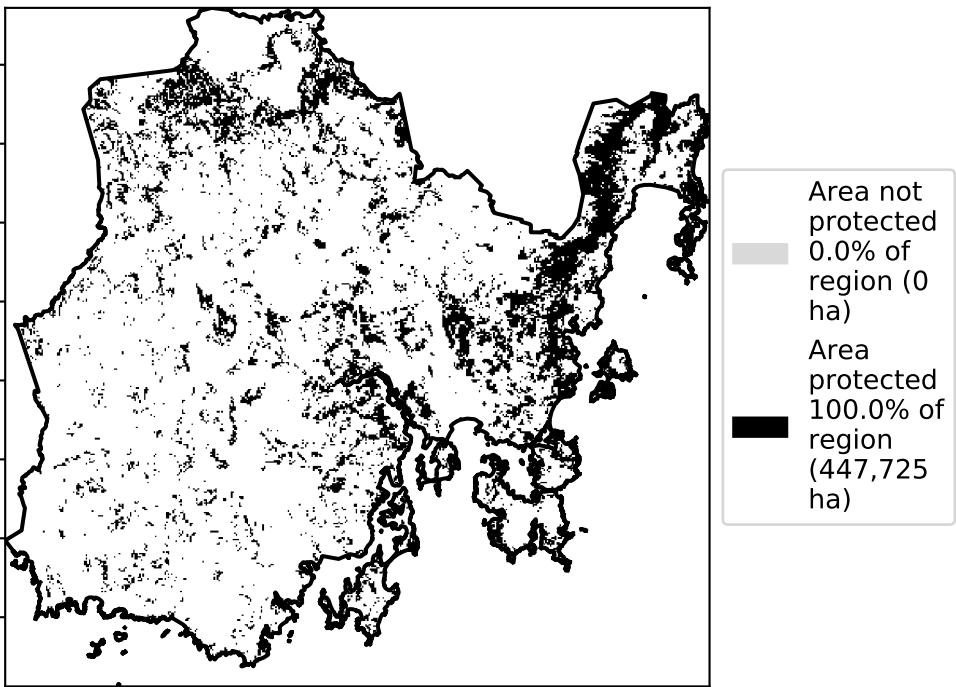 Area not
protected
0.0% of
region (0
ha)
Area
protected
100.0% of
region
(447,725
ha)